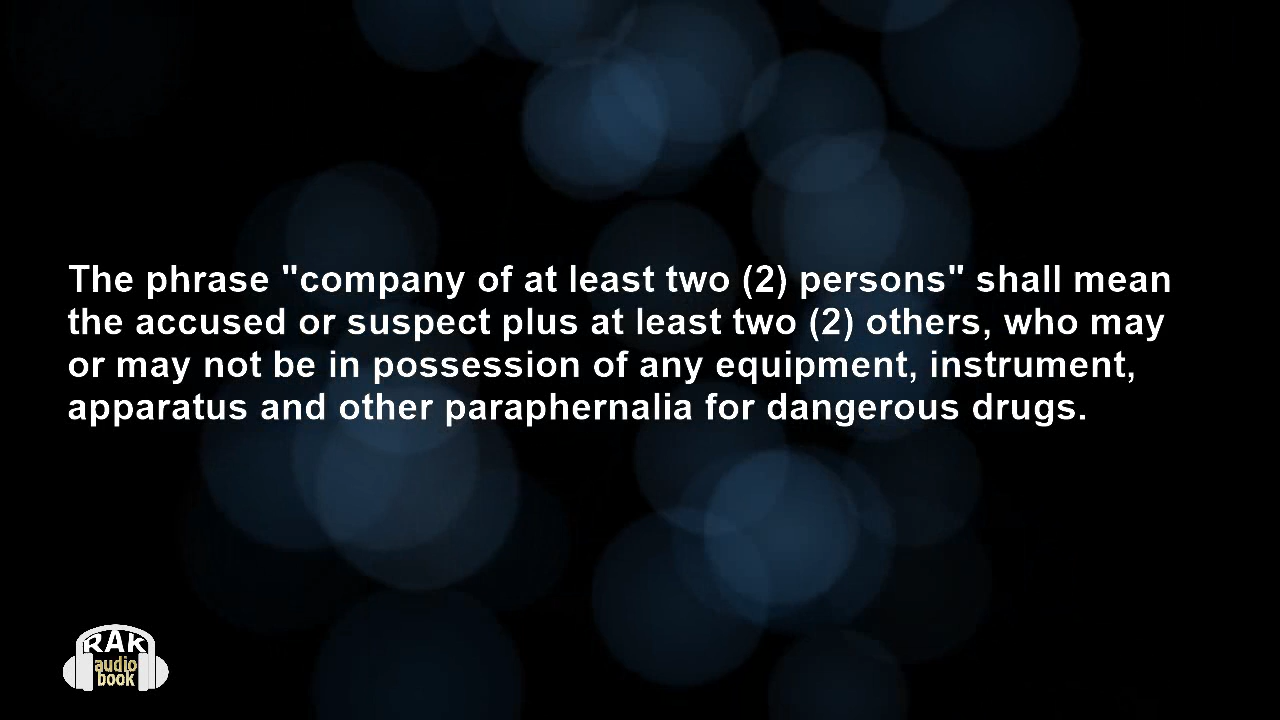 The phrase "company of at least two (2) persons" shall mean
the accused or suspect plus at least two (2) others, who may
or may not be in possession of any equipment, instrument,
apparatus and other paraphernalia for dangerous drugs.
RAK
audio
book